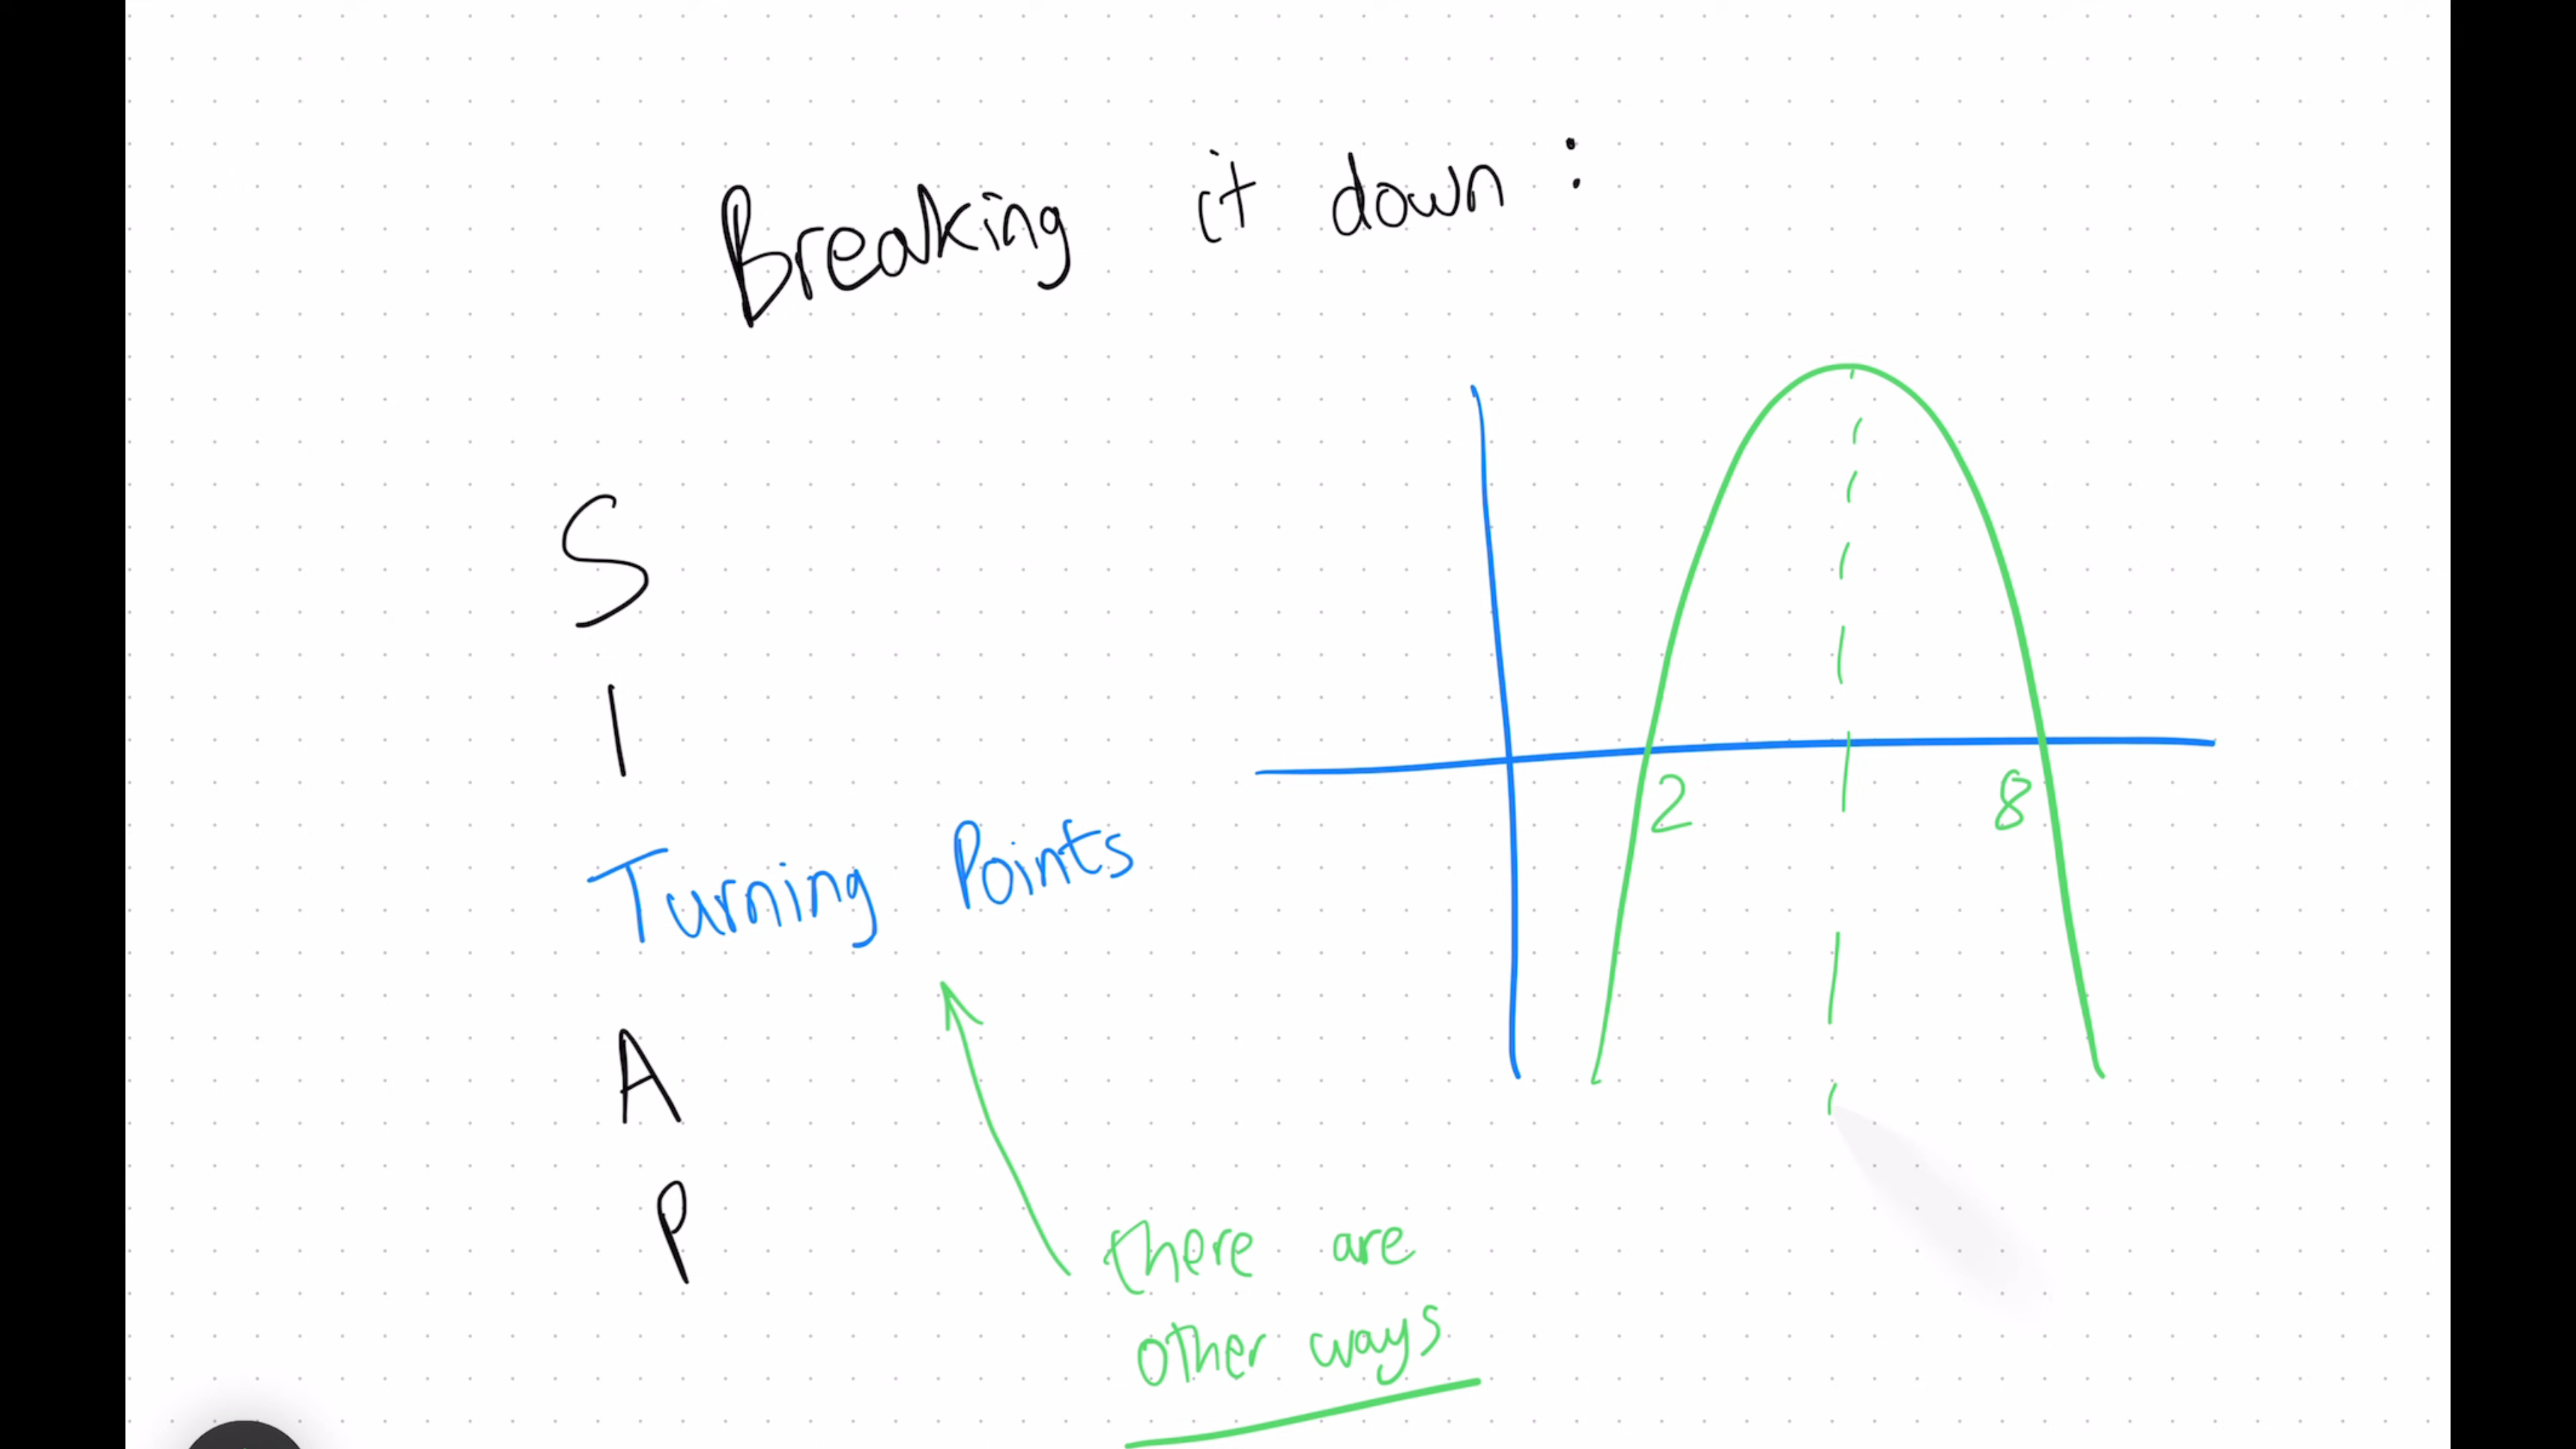 Breaking it down :
S
I
Turning Points
A
P
there are
other ways
2
8